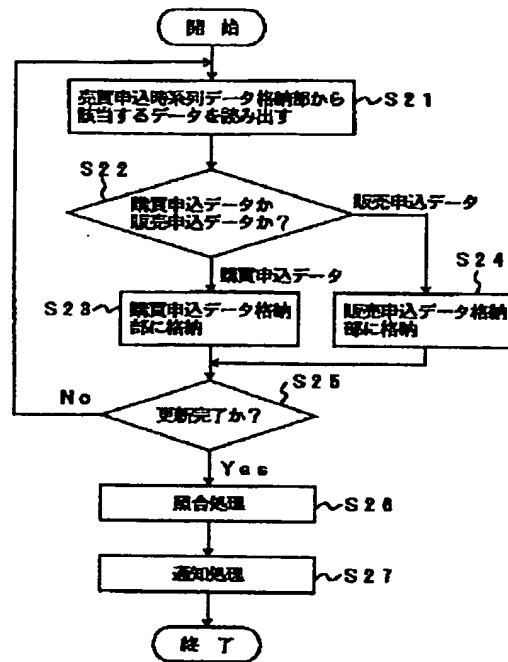 開 始
売買申込時系列データ格納部から
該当するデータを読み出す
S21
S22
購買申込データか
販売申込データか?
販売申込データ
購買申込データ
S23
購買申込データ格納
部に格納
S24
販売申込データ格納
部に格納
S25
更新完了か?
No
Yes
照合処理
S26
通知処理
S27
終 了